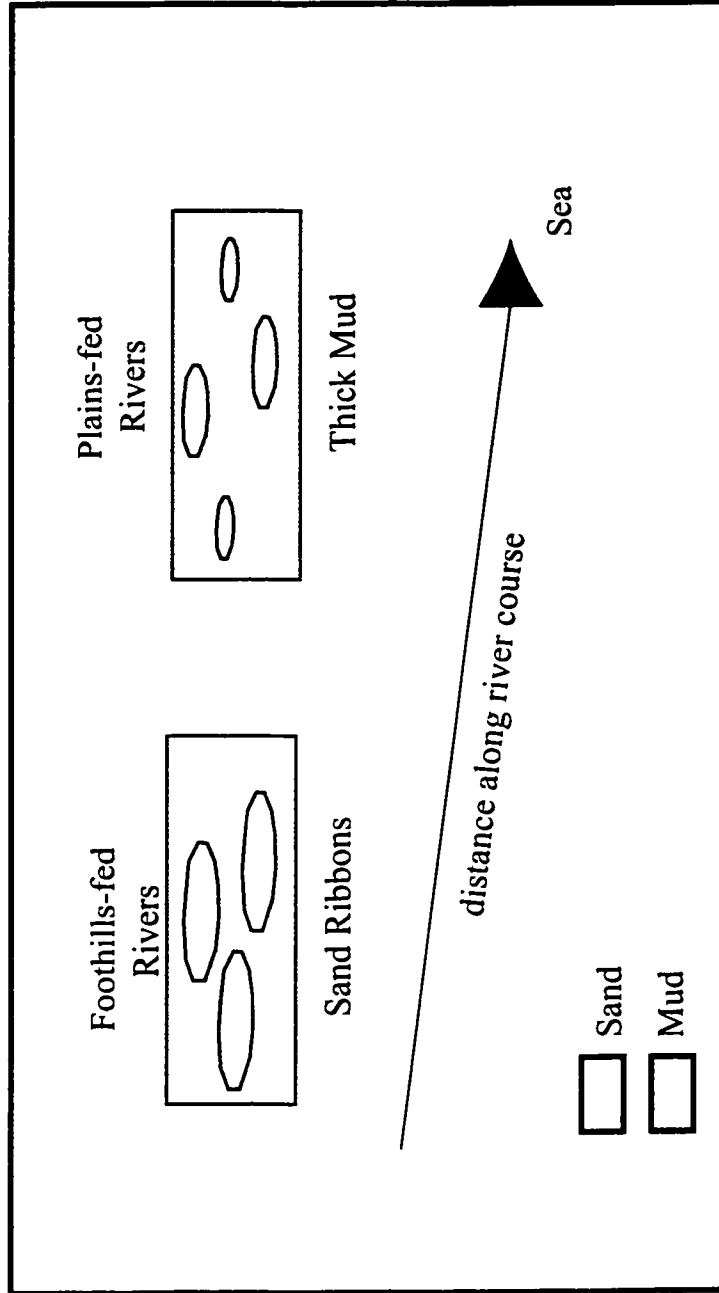 Foothills-fed
Rivers
Plains-fed
Rivers
Sand Ribbons
Thick Mud
distance along river course
Sea
Sand
Mud